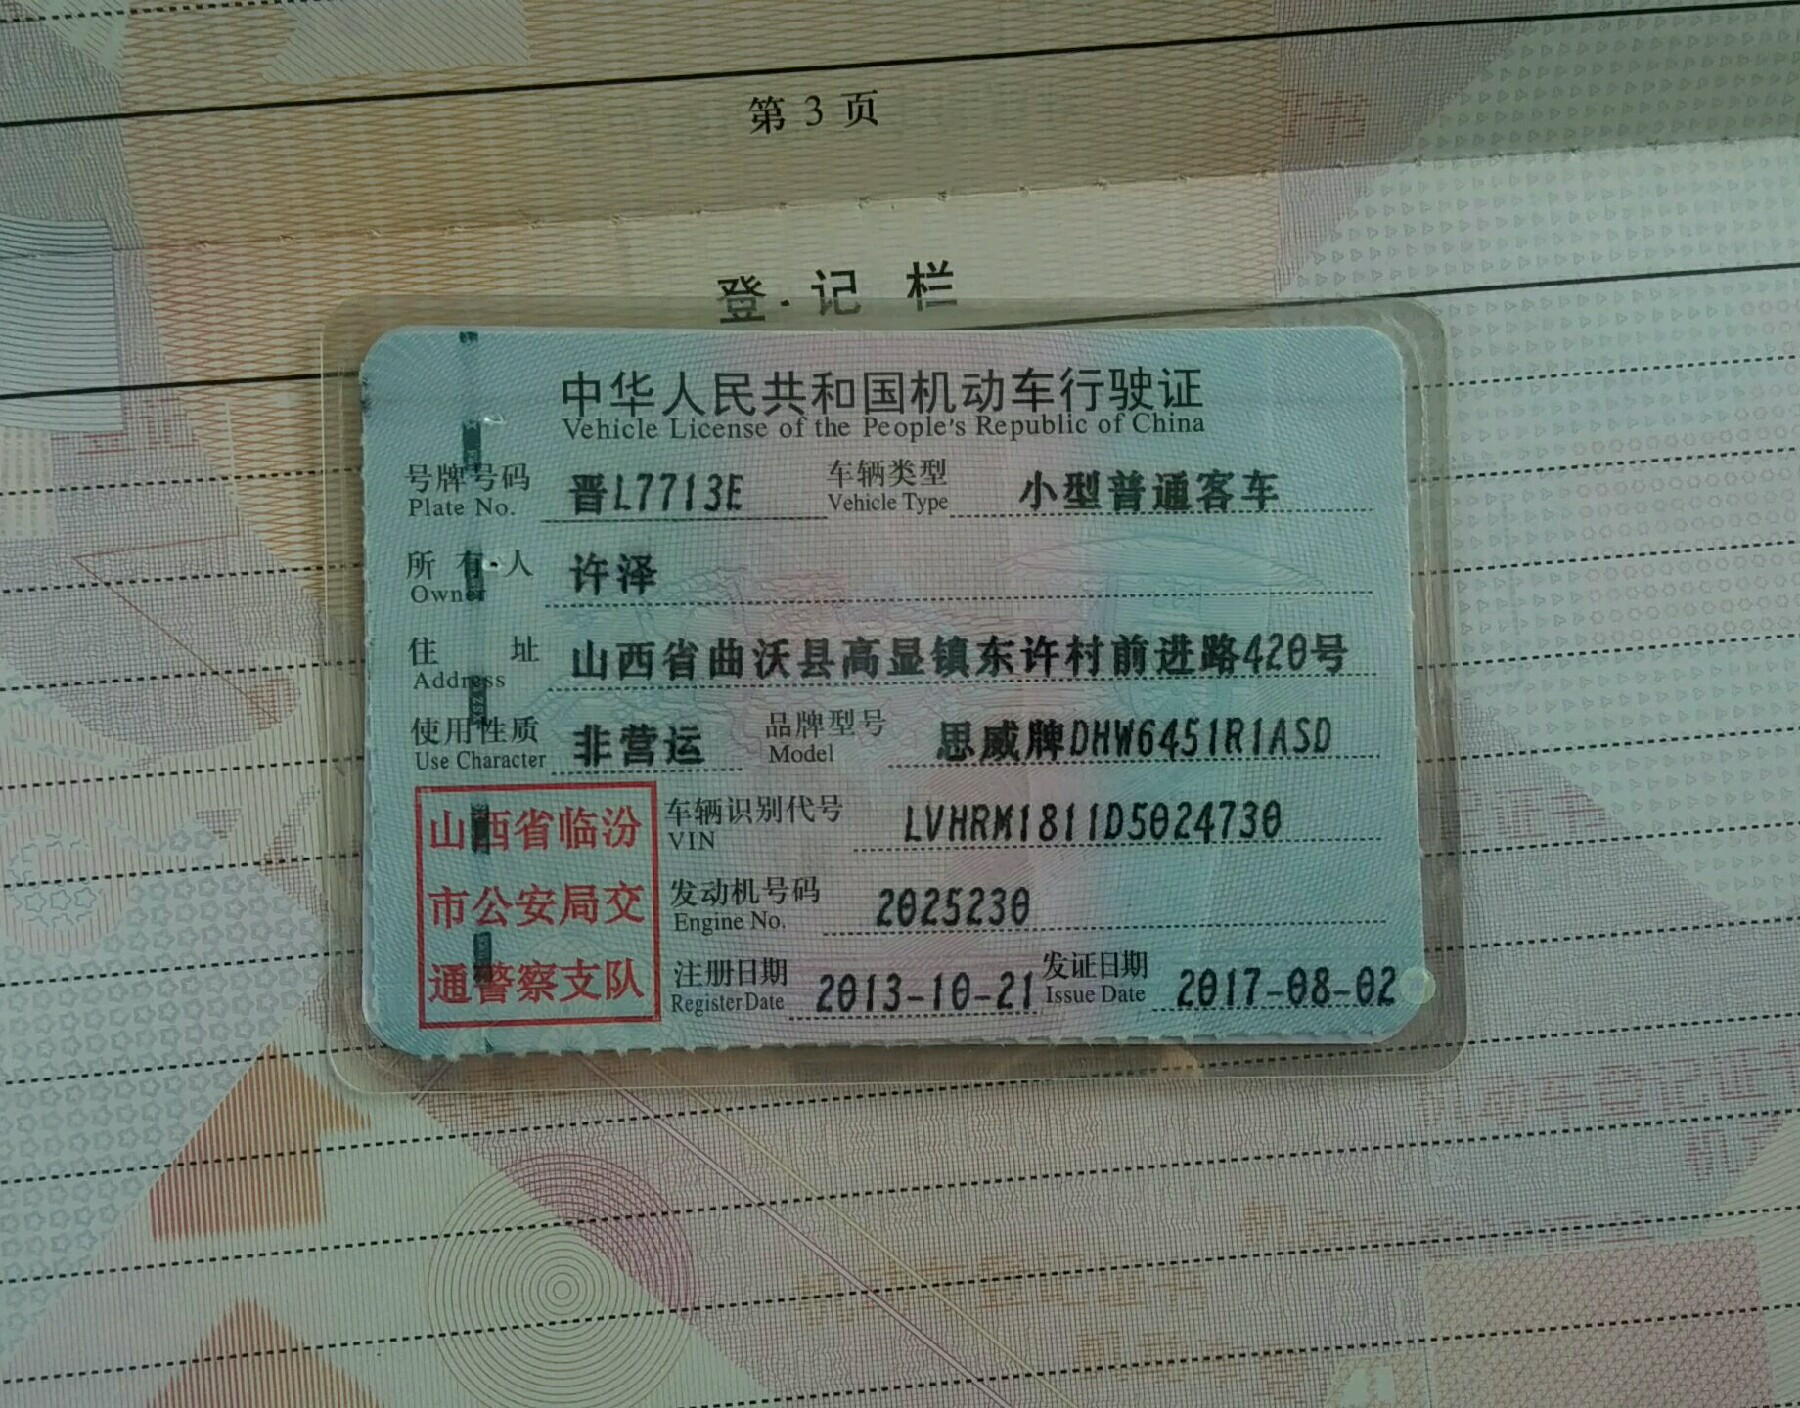 第 3 页
登 记 栏
中华人民共和国机动车行驶证
Vehicle License of the People's Republic of China
号牌号码 晋L7713E 车辆类型 小型普通客车
Plate No. Vehicle Type
所有人 许泽
Owner
住 址 山西省曲沃县高显镇东许村前进路420号
Address
使用性质 非营运 品牌型号 思威牌DHW6451R1ASD
Use Character Model
山西省临汾
市公安局交
通警察支队
车辆识别代号 LVHRM1811D5024730
VIN
发动机号码 2025230
Engine No.
注册日期 2013-10-21 发证日期 2017-08-02
Register Date Issue Date